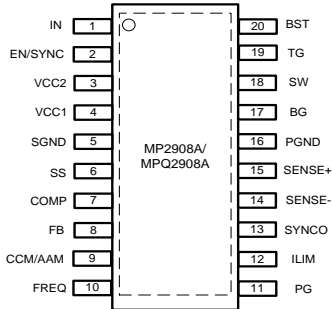 IN 1 20 BST
EN/SYNC 2 19 TG
VCC2 3 18 SW
VCC1 4 17 BG
SGND 5 16 PGND
MP2908A/
MPQ2908A
SS 6 15 SENSE+
COMP 7 14 SENSE-
FB 8 13 SYNCO
CCM/AAM 9 12 ILIM
FREQ 10 11 PG